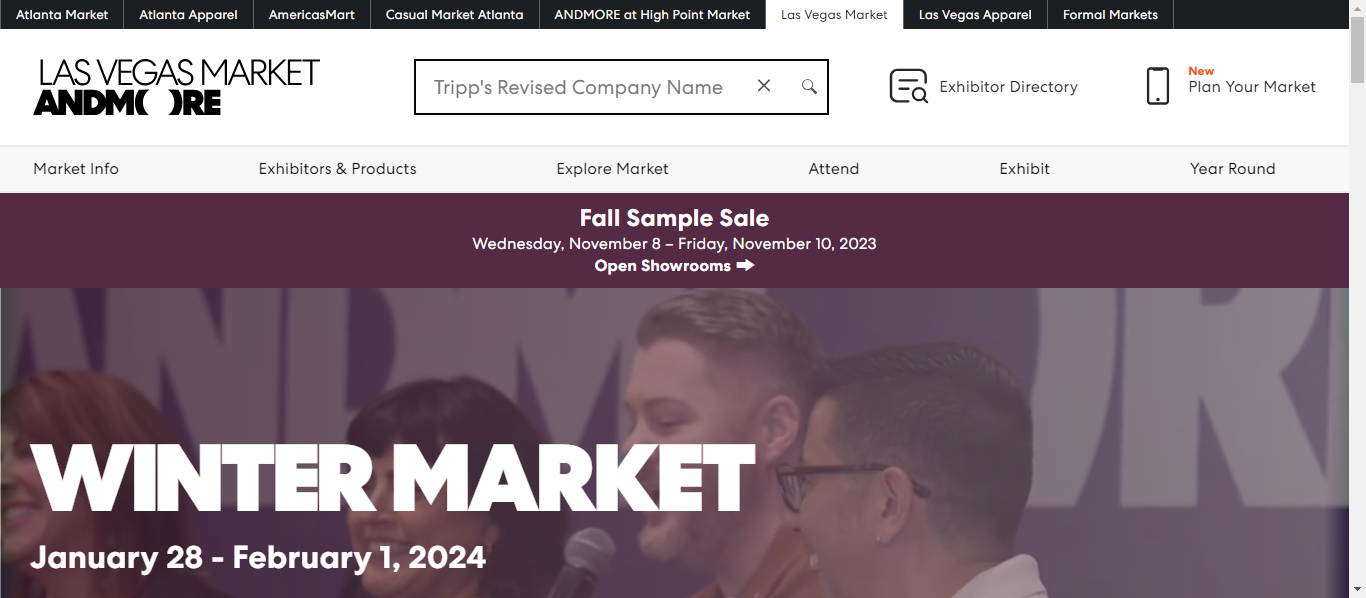 Atlanta Market
Atlanta Apparel
AmericasMart
Casual Market Atlanta
ANDMORE at High Point Market
Las Vegas Market
Las Vegas Apparel
Formal Markets
LAS VEGAS MARKET
ANDMORE
Tripp's Revised Company Name
Exhibitor Directory
New
Plan Your Market
Market Info
Exhibitors & Products
Explore Market
Attend
Exhibit
Year Round
Fall Sample Sale
Wednesday, November 8 – Friday, November 10, 2023
Open Showrooms
WINTER MARKET
January 28 - February 1, 2024